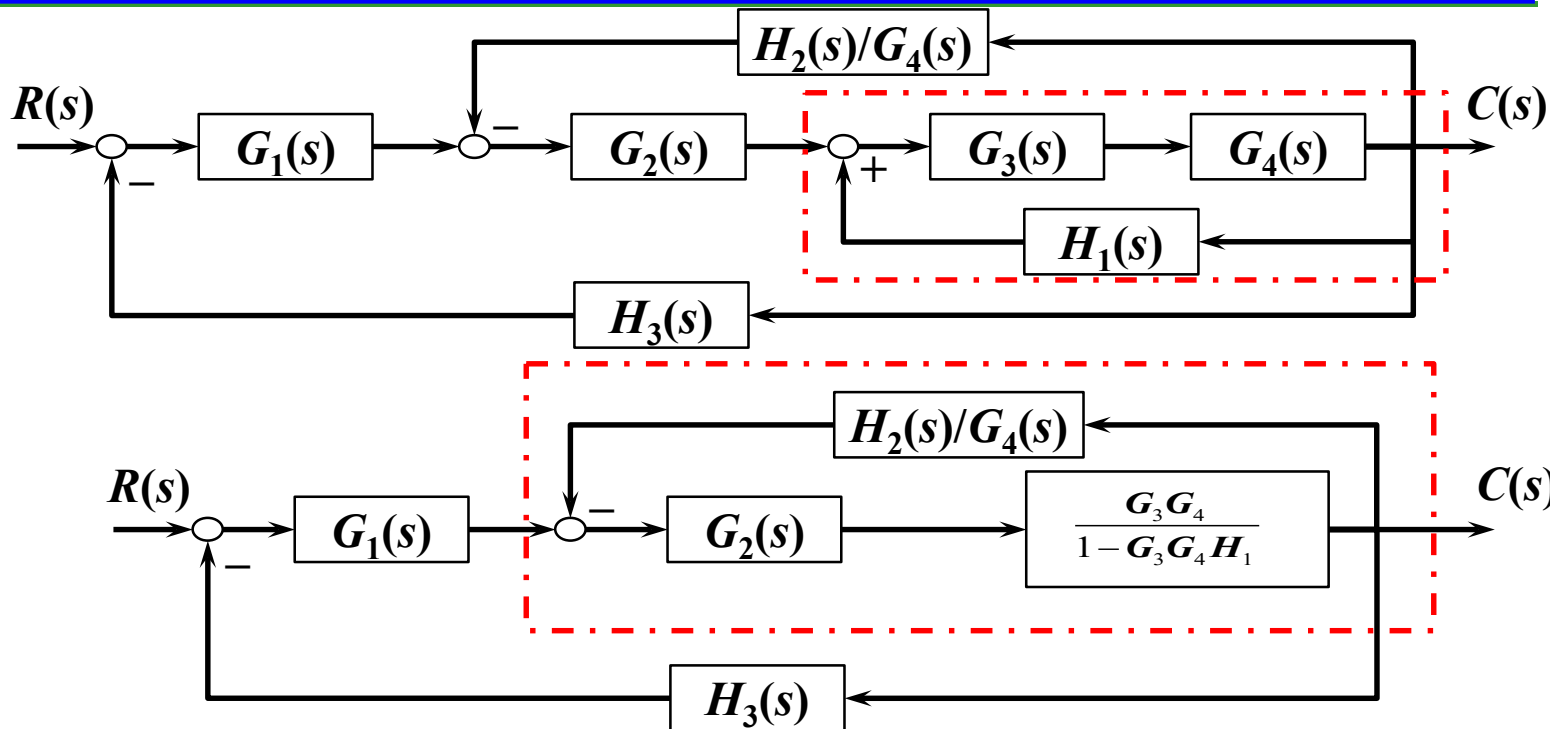 H₂(s)/G₄(s)
R(s) G₁(s) − G₂(s) + G₃(s) G₄(s) C(s)
−
H₁(s)
H₃(s)
H₂(s)/G₄(s)
R(s) G₁(s) − G₂(s) G₃G₄ / 1 − G₃G₄H₁ C(s)
−
H₃(s)